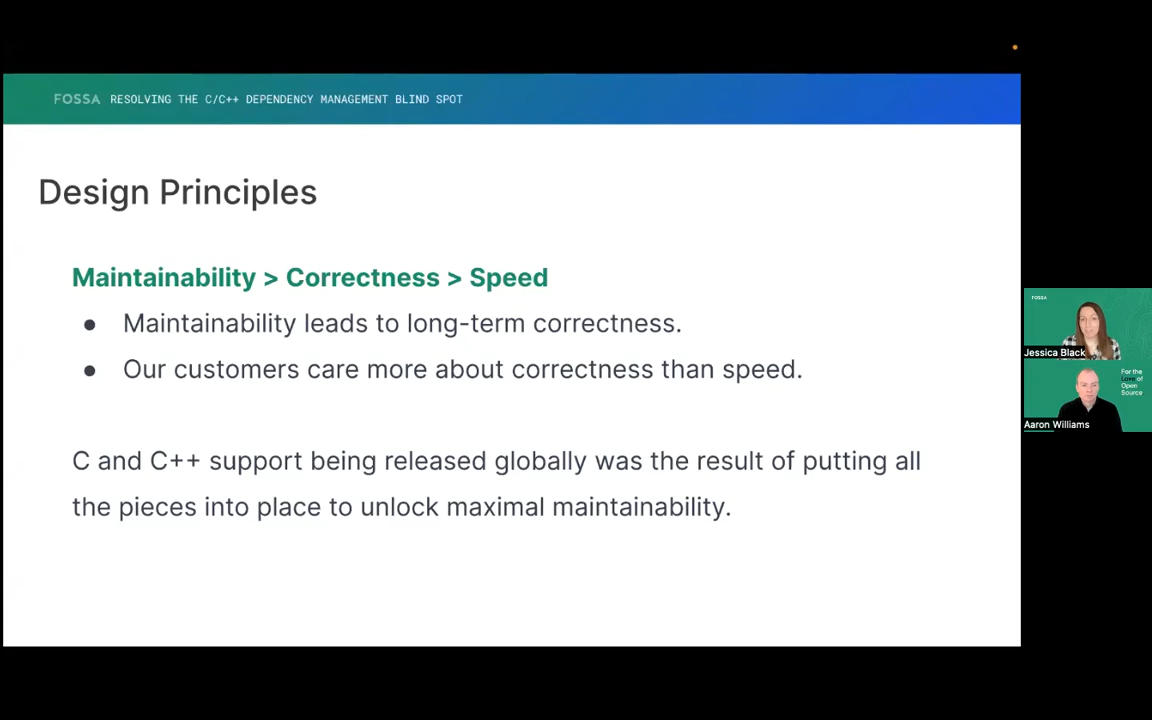 FOSSA RESOLVING THE C/C++ DEPENDENCY MANAGEMENT BLIND SPOT
Design Principles
Maintainability > Correctness > Speed
● Maintainability leads to long-term correctness.
● Our customers care more about correctness than speed.
C and C++ support being released globally was the result of putting all
the pieces into place to unlock maximal maintainability.
FOSSA
Jessica Black
For the
Love of
Open
Source
Aaron Williams